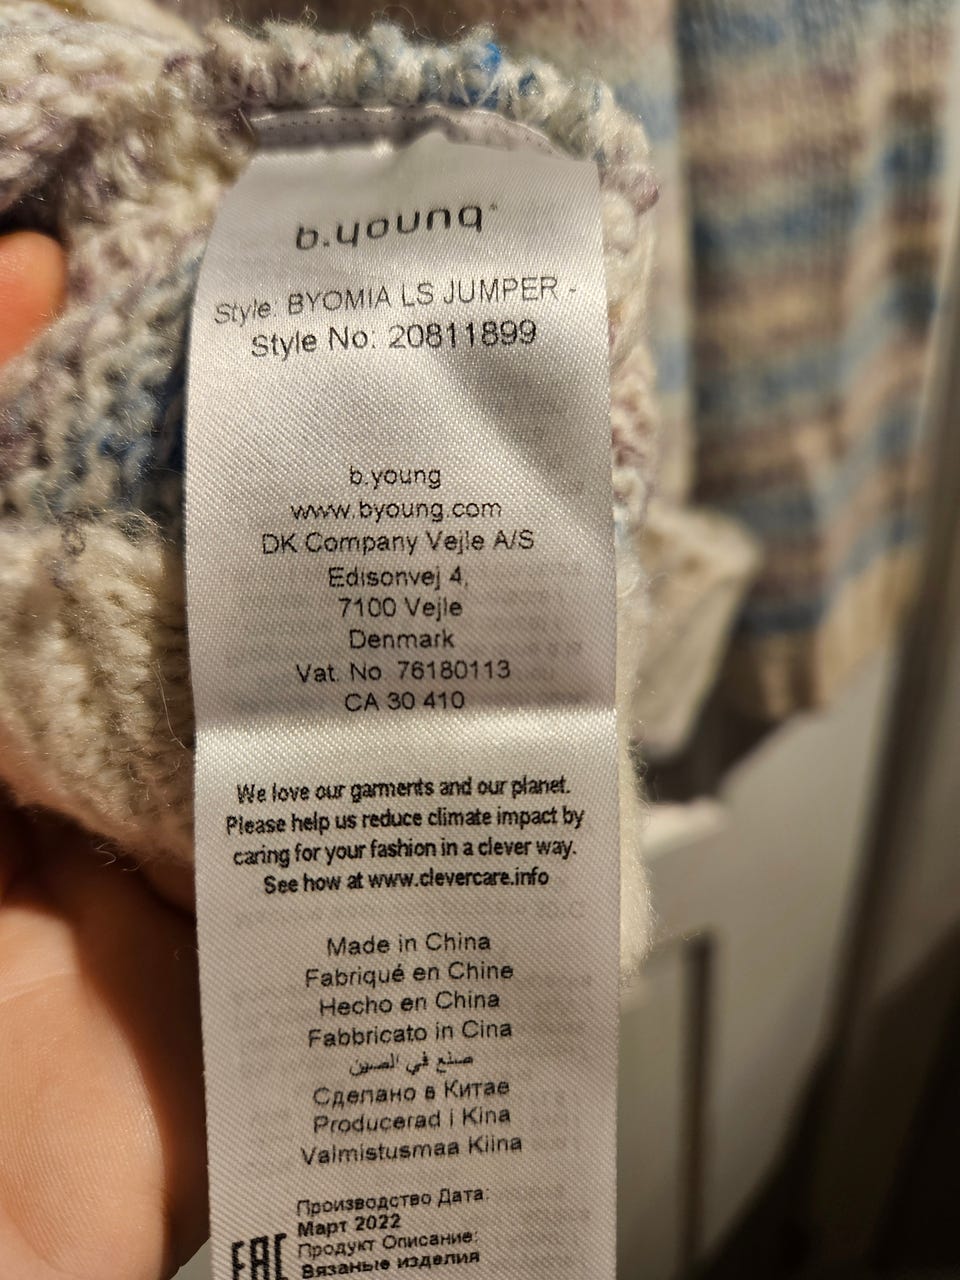 b.young
Style: BYOMIA LS JUMPER -
Style No: 20811899
b.young
www.byoung.com
DK Company Vejle A/S
Edisonvej 4,
7100 Vejle
Denmark
Vat. No 76180113
CA 30 410
We love our garments and our planet.
Please help us reduce climate impact by
caring for your fashion in a clever way.
See how at www.clevercare.info
Made in China
Fabriqué en Chine
Hecho en China
Fabbricato in Cina
صنع في الصين
Сделано в Китае
Producerad i Kina
Valmistusmaa Kiina
Производство Дата:
Март 2022
EAC
Продукт Описание:
Вязаные изделия